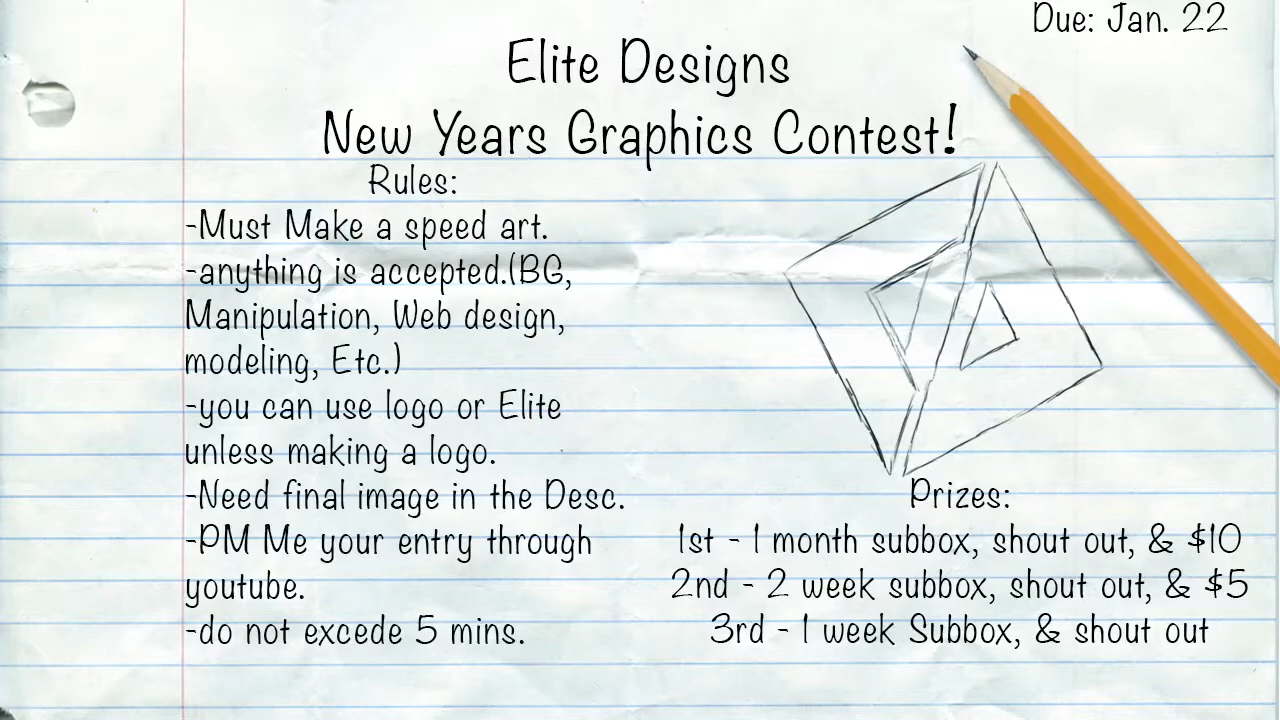 Due: Jan. 22
Elite Designs
New Years Graphics Contest!
Rules:
-Must Make a speed art.
-anything is accepted.(BG,
Manipulation, Web design,
modeling, Etc.)
-you can use logo or Elite
unless making a logo.
-Need final image in the Desc.
-PM Me your entry through
youtube.
-do not excede 5 mins.
Prizes:
1st - 1 month subbox, shout out, & $10
2nd - 2 week subbox, shout out, & $5
3rd - 1 week Subbox, & shout out